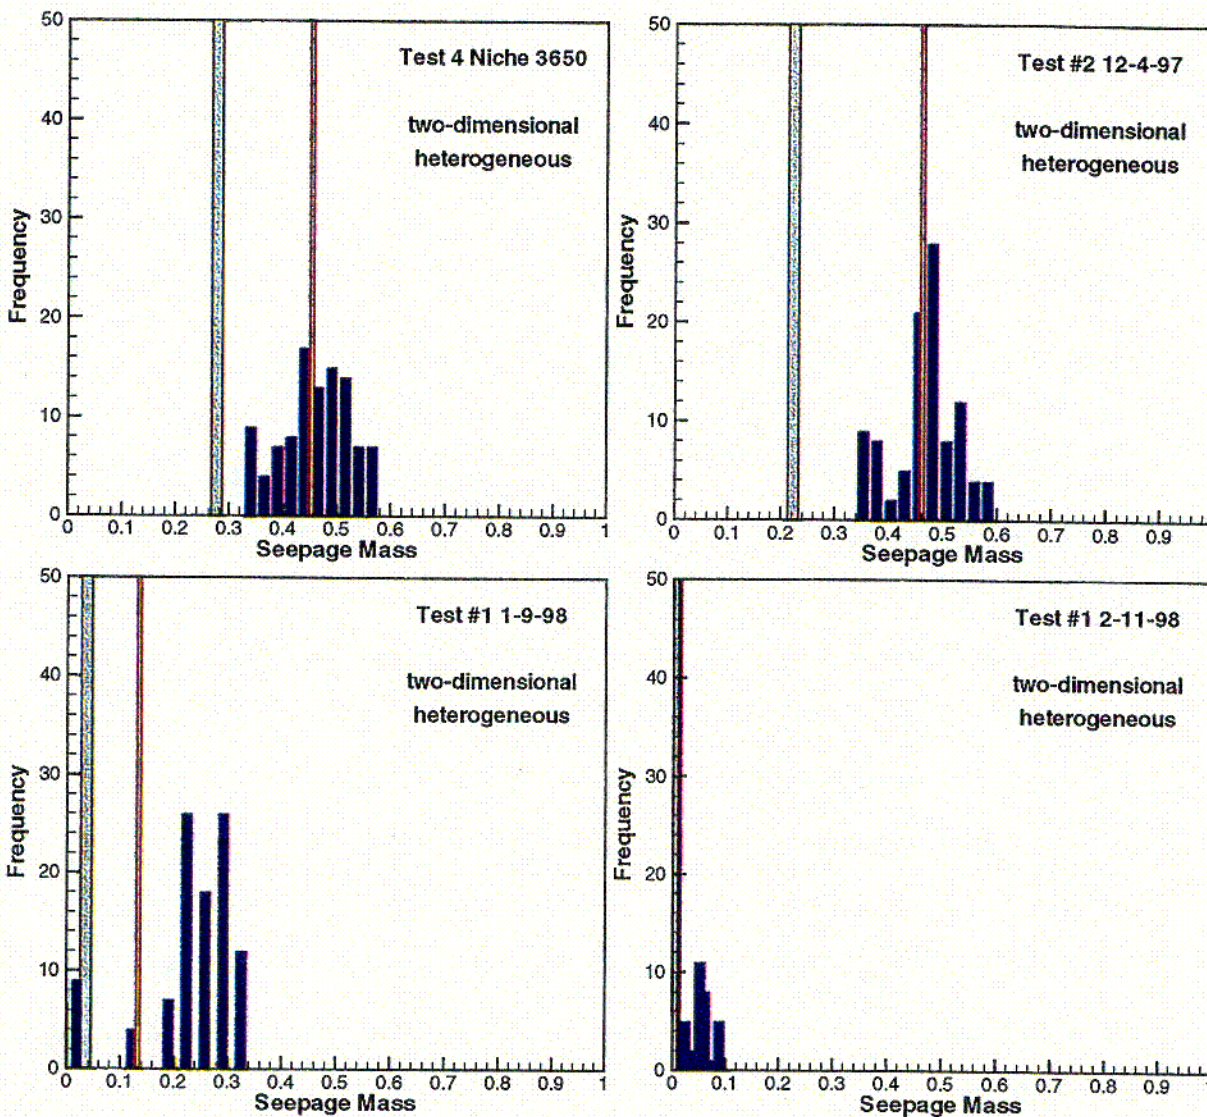 50
40
30
20
10
0
Frequency
Test 4 Niche 3650
two-dimensional
heterogeneous
0 0.1 0.2 0.3 0.4 0.5 0.6 0.7 0.8 0.9 1
Seepage Mass
50
40
30
20
10
0
Frequency
Test #2 12-4-97
two-dimensional
heterogeneous
0 0.1 0.2 0.3 0.4 0.5 0.6 0.7 0.8 0.9
Seepage Mass
50
40
30
20
10
0
Frequency
Test #1 1-9-98
two-dimensional
heterogeneous
0 0.1 0.2 0.3 0.4 0.5 0.6 0.7 0.8 0.9 1
Seepage Mass
50
40
30
20
10
0
Frequency
Test #1 2-11-98
two-dimensional
heterogeneous
0 0.1 0.2 0.3 0.4 0.5 0.6 0.7 0.8 0.9
Seepage Mass